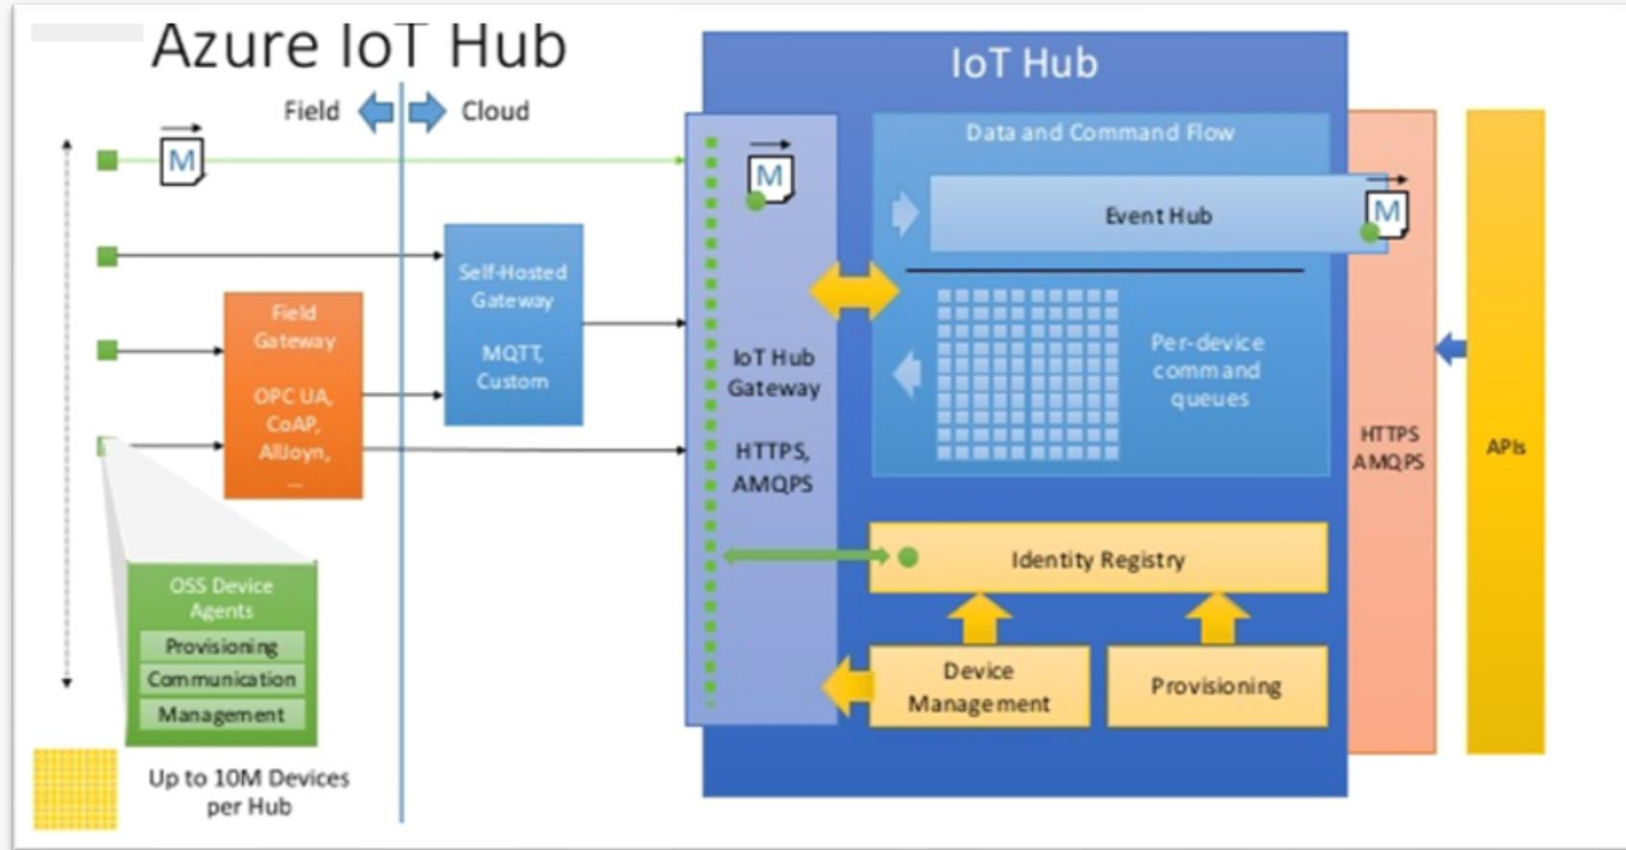 Azure IoT Hub
Field
Cloud
M
Self-Hosted
Gateway
MQTT,
Custom
Field
Gateway
OPC UA,
CoAP,
AllJoyn,
...
OSS Device
Agents
Provisioning
Communication
Management
Up to 10M Devices
per Hub
IoT Hub
M
IoT Hub
Gateway
HTTPS,
AMQPS
Data and Command Flow
Event Hub
M
Per-device
command
queues
Identity Registry
Device
Management
Provisioning
HTTPS
AMQPS
APIs